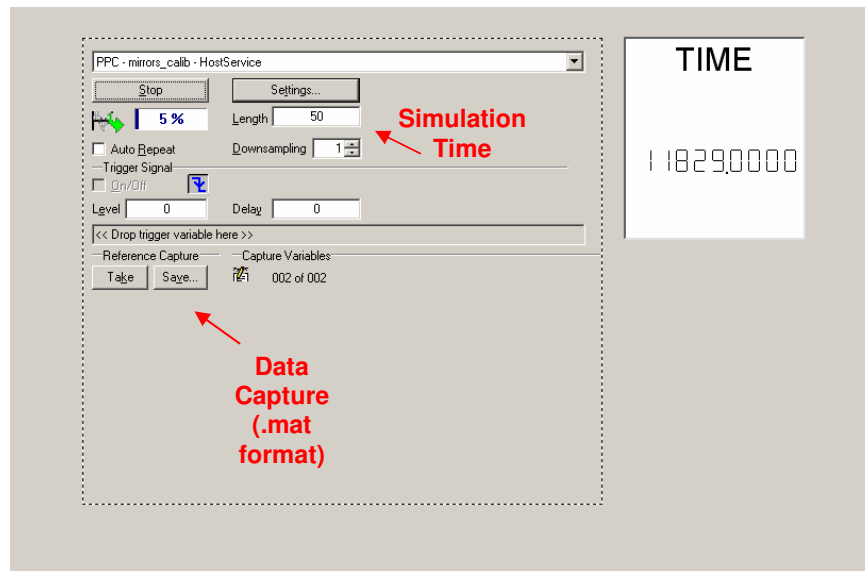 PPC - mirrors_calib - HostService
Stop
Settings...
5 %
Length 50
Auto Repeat
Downsampling 1
Trigger Signal
On/Off
Level 0
Delay 0
<< Drop trigger variable here >>
Reference Capture
Capture Variables
Take
Save...
002 of 002
Simulation
Time
Data
Capture
(.mat
format)
TIME
11829.0000